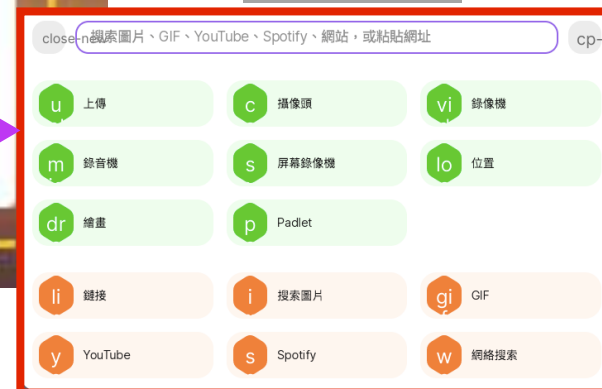 close-new 搜索圖片、GIF、YouTube、Spotify、網站，或粘貼網址 cp-
u 上傳 c 攝像頭 vi 錄像機
m 錄音機 s 屏幕錄像機 lo 位置
dr 繪畫 p Padlet
li 鏈接 i 搜索圖片 gi GIF
y YouTube s Spotify w 網絡搜索